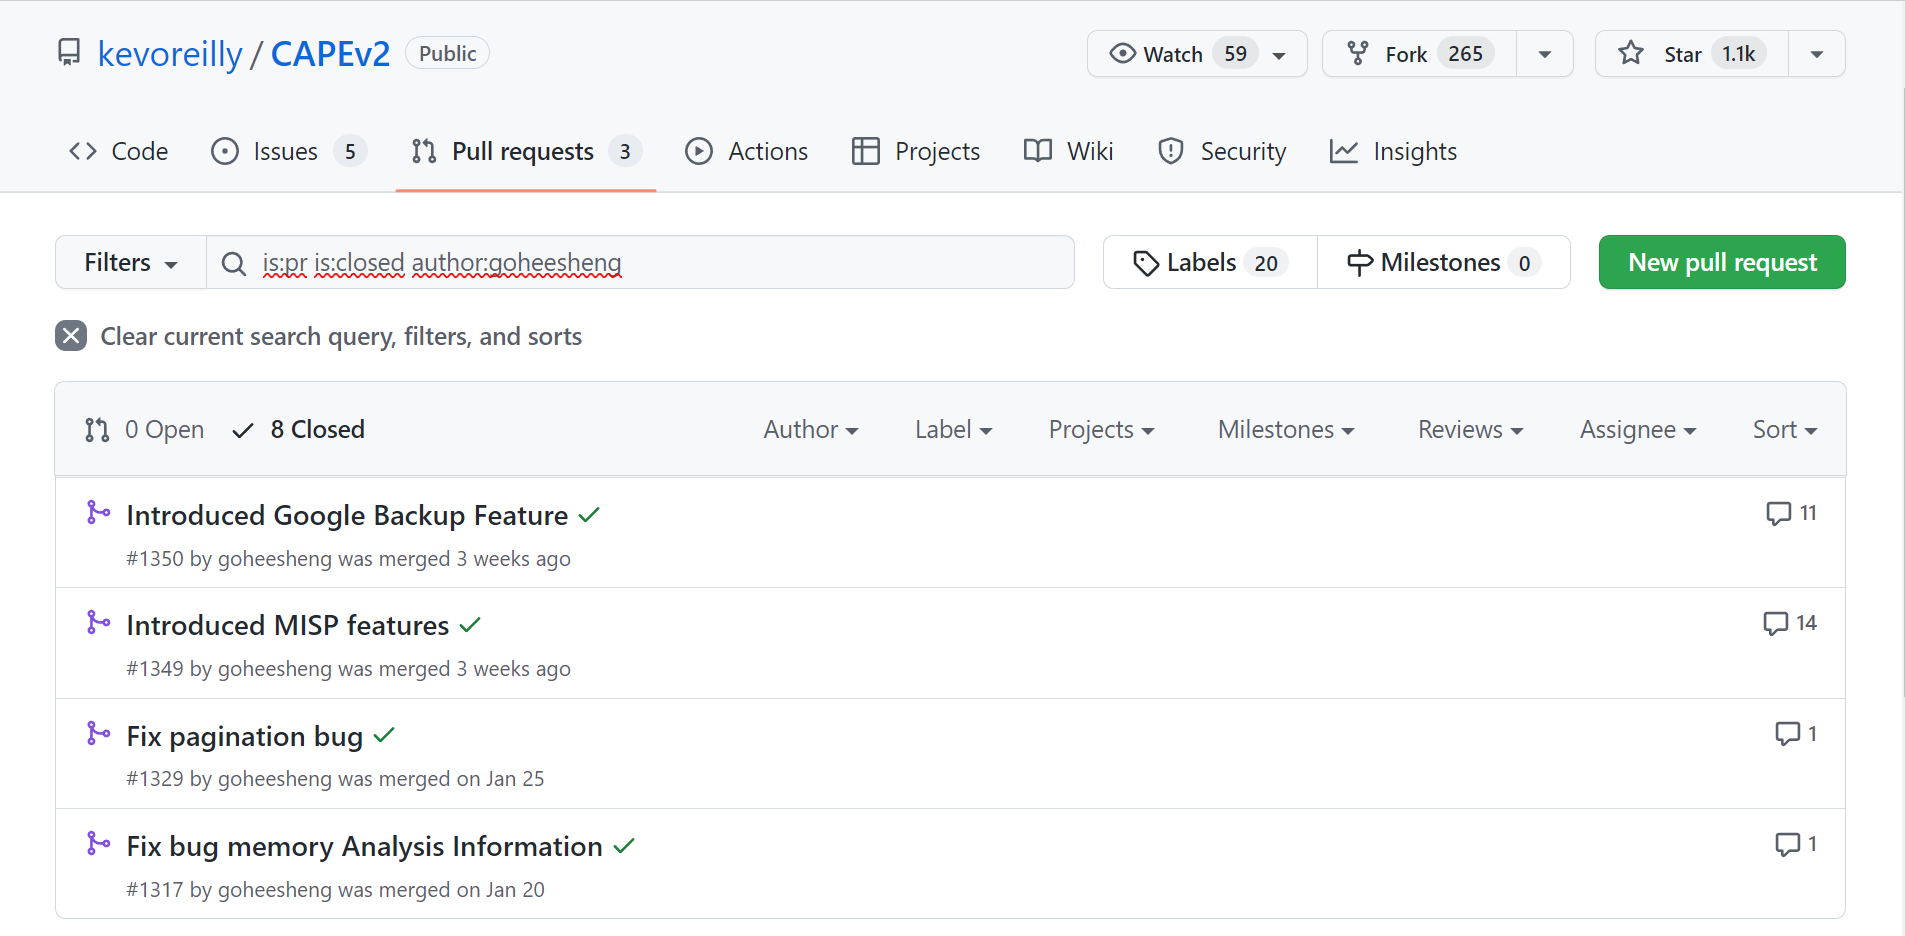 kevoreilly / CAPEv2 Public Watch 59 Fork 265 Star 1.1k
Code Issues 5 Pull requests 3 Actions Projects Wiki Security Insights
Filters is:pr is:closed author:goheesheng Labels 20 Milestones 0 New pull request
Clear current search query, filters, and sorts
0 Open 8 Closed Author Label Projects Milestones Reviews Assignee Sort
Introduced Google Backup Feature 11
#1350 by goheesheng was merged 3 weeks ago
Introduced MISP features 14
#1349 by goheesheng was merged 3 weeks ago
Fix pagination bug 1
#1329 by goheesheng was merged on Jan 25
Fix bug memory Analysis Information 1
#1317 by goheesheng was merged on Jan 20